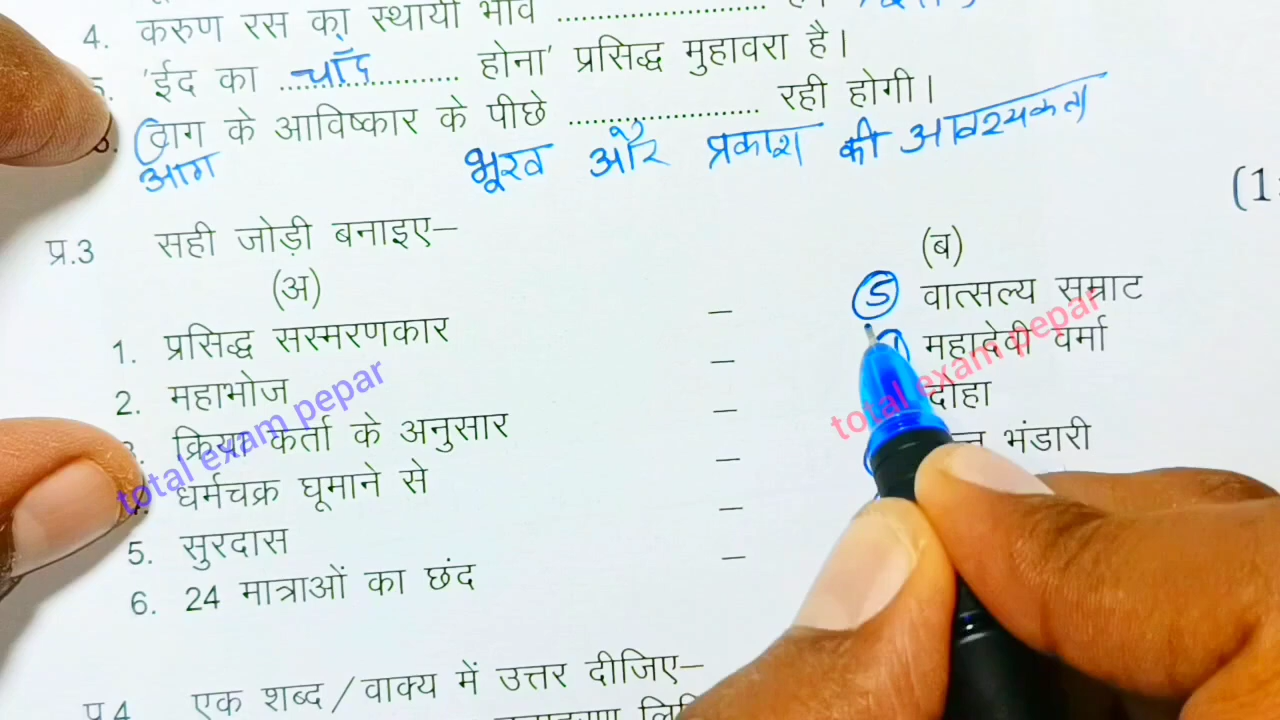 4. करुण रस का स्थायी भाव .......................... है।
'ईद का ....चाँद.... होना' प्रसिद्ध मुहावरा है।
आग के आविष्कार के पीछे ........................ रही होगी।
आग भूख और प्रकाश की आवश्यकता
(1
प्र.3 सही जोड़ी बनाइए–
(अ) (ब)
1. प्रसिद्ध सस्मरणकार – 5 वात्सल्य सम्राट
2. महाभोज – महादेवी वर्मा
3. क्रिया कर्ता के अनुसार – दोहा
धर्मचक्र घूमाने से – भंडारी
5. सुरदास –
6. 24 मात्राओं का छंद –
प्र.4 एक शब्द / वाक्य में उत्तर दीजिए–
total exam pepar
total exam pepar